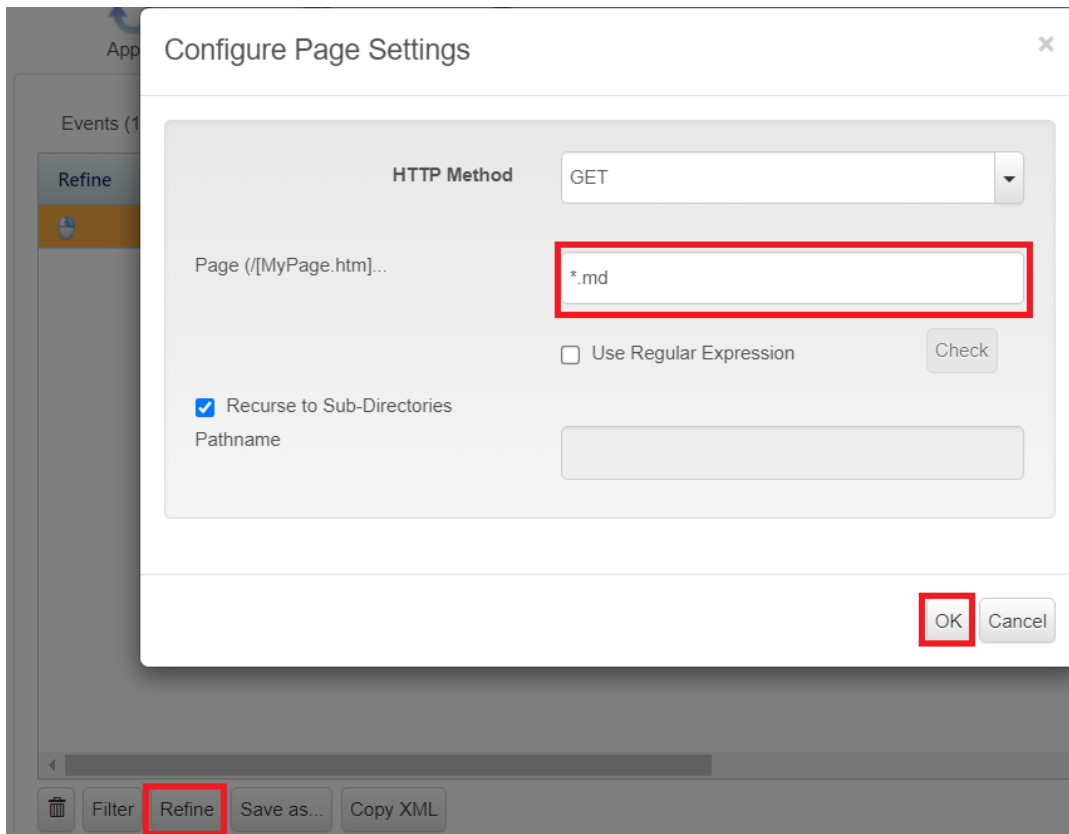 App
Configure Page Settings
×
Events (1
Refine
HTTP Method
GET
Page (/[MyPage.htm]...
*.md
Use Regular Expression
Check
Recurse to Sub-Directories
Pathname
OK
Cancel
Filter
Refine
Save as...
Copy XML